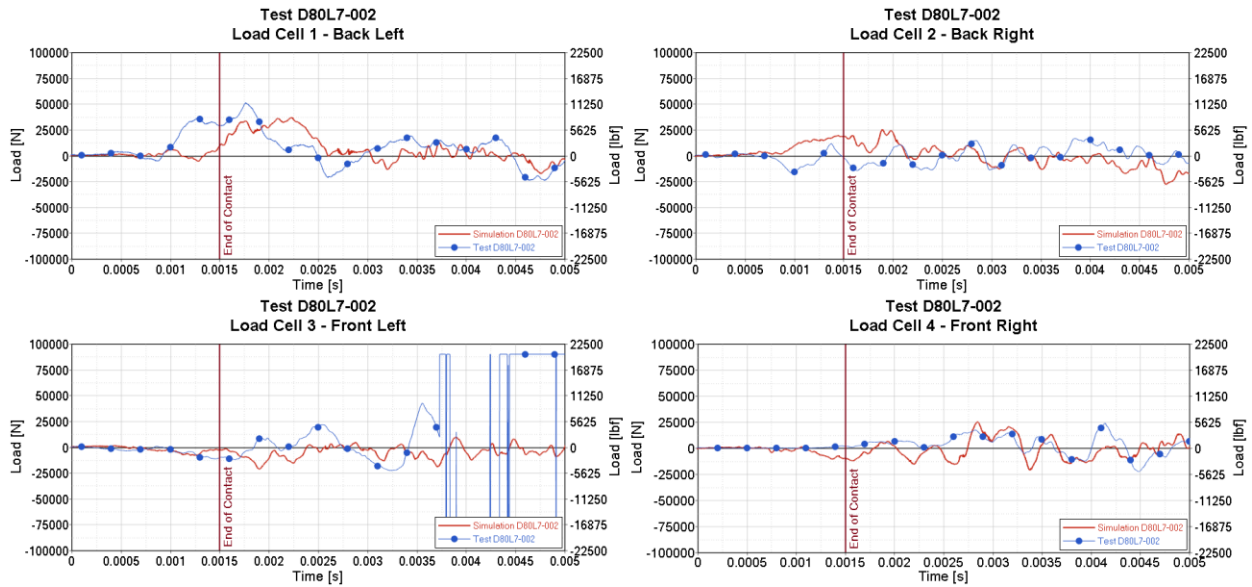 Test D80L7-002
Load Cell 1 - Back Left
100000
75000
50000
25000
0
-25000
-50000
-75000
-100000
Load [N]
22500
16875
11250
5625
0
-5625
-11250
-16875
-22500
Load [lbf]
End of Contact
Simulation D80L7-002
Test D80L7-002
0 0.0005 0.001 0.0015 0.002 0.0025 0.003 0.0035 0.004 0.0045 0.005
Time [s]
Test D80L7-002
Load Cell 2 - Back Right
100000
75000
50000
25000
0
-25000
-50000
-75000
-100000
Load [N]
22500
16875
11250
5625
0
-5625
-11250
-16875
-22500
Load [lbf]
End of Contact
Simulation D80L7-002
Test D80L7-002
0 0.0005 0.001 0.0015 0.002 0.0025 0.003 0.0035 0.004 0.0045 0.005
Time [s]
Test D80L7-002
Load Cell 3 - Front Left
100000
75000
50000
25000
0
-25000
-50000
-75000
-100000
Load [N]
22500
16875
11250
5625
0
-5625
-11250
-16875
-22500
Load [lbf]
End of Contact
Simulation D80L7-002
Test D80L7-002
0 0.0005 0.001 0.0015 0.002 0.0025 0.003 0.0035 0.004 0.0045 0.005
Time [s]
Test D80L7-002
Load Cell 4 - Front Right
100000
75000
50000
25000
0
-25000
-50000
-75000
-100000
Load [N]
22500
16875
11250
5625
0
-5625
-11250
-16875
-22500
Load [lbf]
End of Contact
Simulation D80L7-002
Test D80L7-002
0 0.0005 0.001 0.0015 0.002 0.0025 0.003 0.0035 0.004 0.0045 0.005
Time [s]